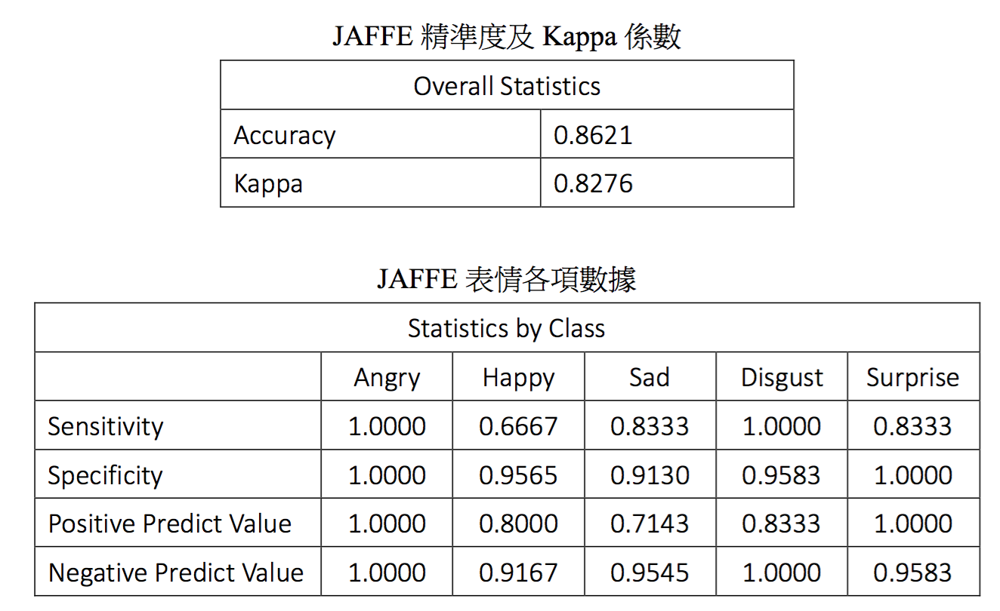 JAFFE 精準度及 Kappa 係數
Overall Statistics
Accuracy 0.8621
Kappa 0.8276
JAFFE 表情各項數據
Statistics by Class
Angry Happy Sad Disgust Surprise
Sensitivity 1.0000 0.6667 0.8333 1.0000 0.8333
Specificity 1.0000 0.9565 0.9130 0.9583 1.0000
Positive Predict Value 1.0000 0.8000 0.7143 0.8333 1.0000
Negative Predict Value 1.0000 0.9167 0.9545 1.0000 0.9583